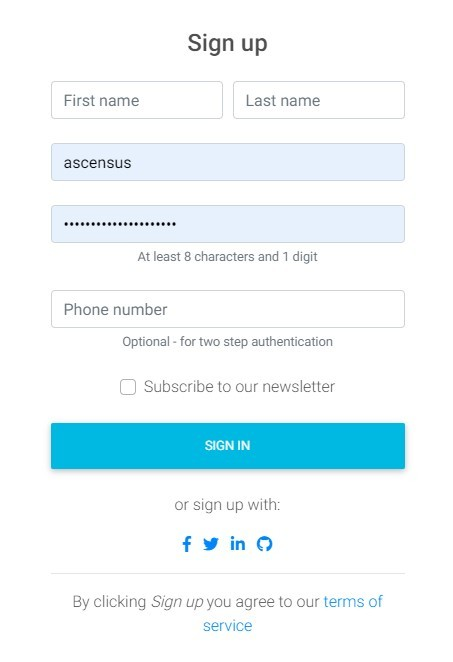 Sign up
First name Last name
ascensus
•••••••••••••••••••••
At least 8 characters and 1 digit
Phone number
Optional - for two step authentication
Subscribe to our newsletter
SIGN IN
or sign up with:
By clicking Sign up you agree to our terms of
service